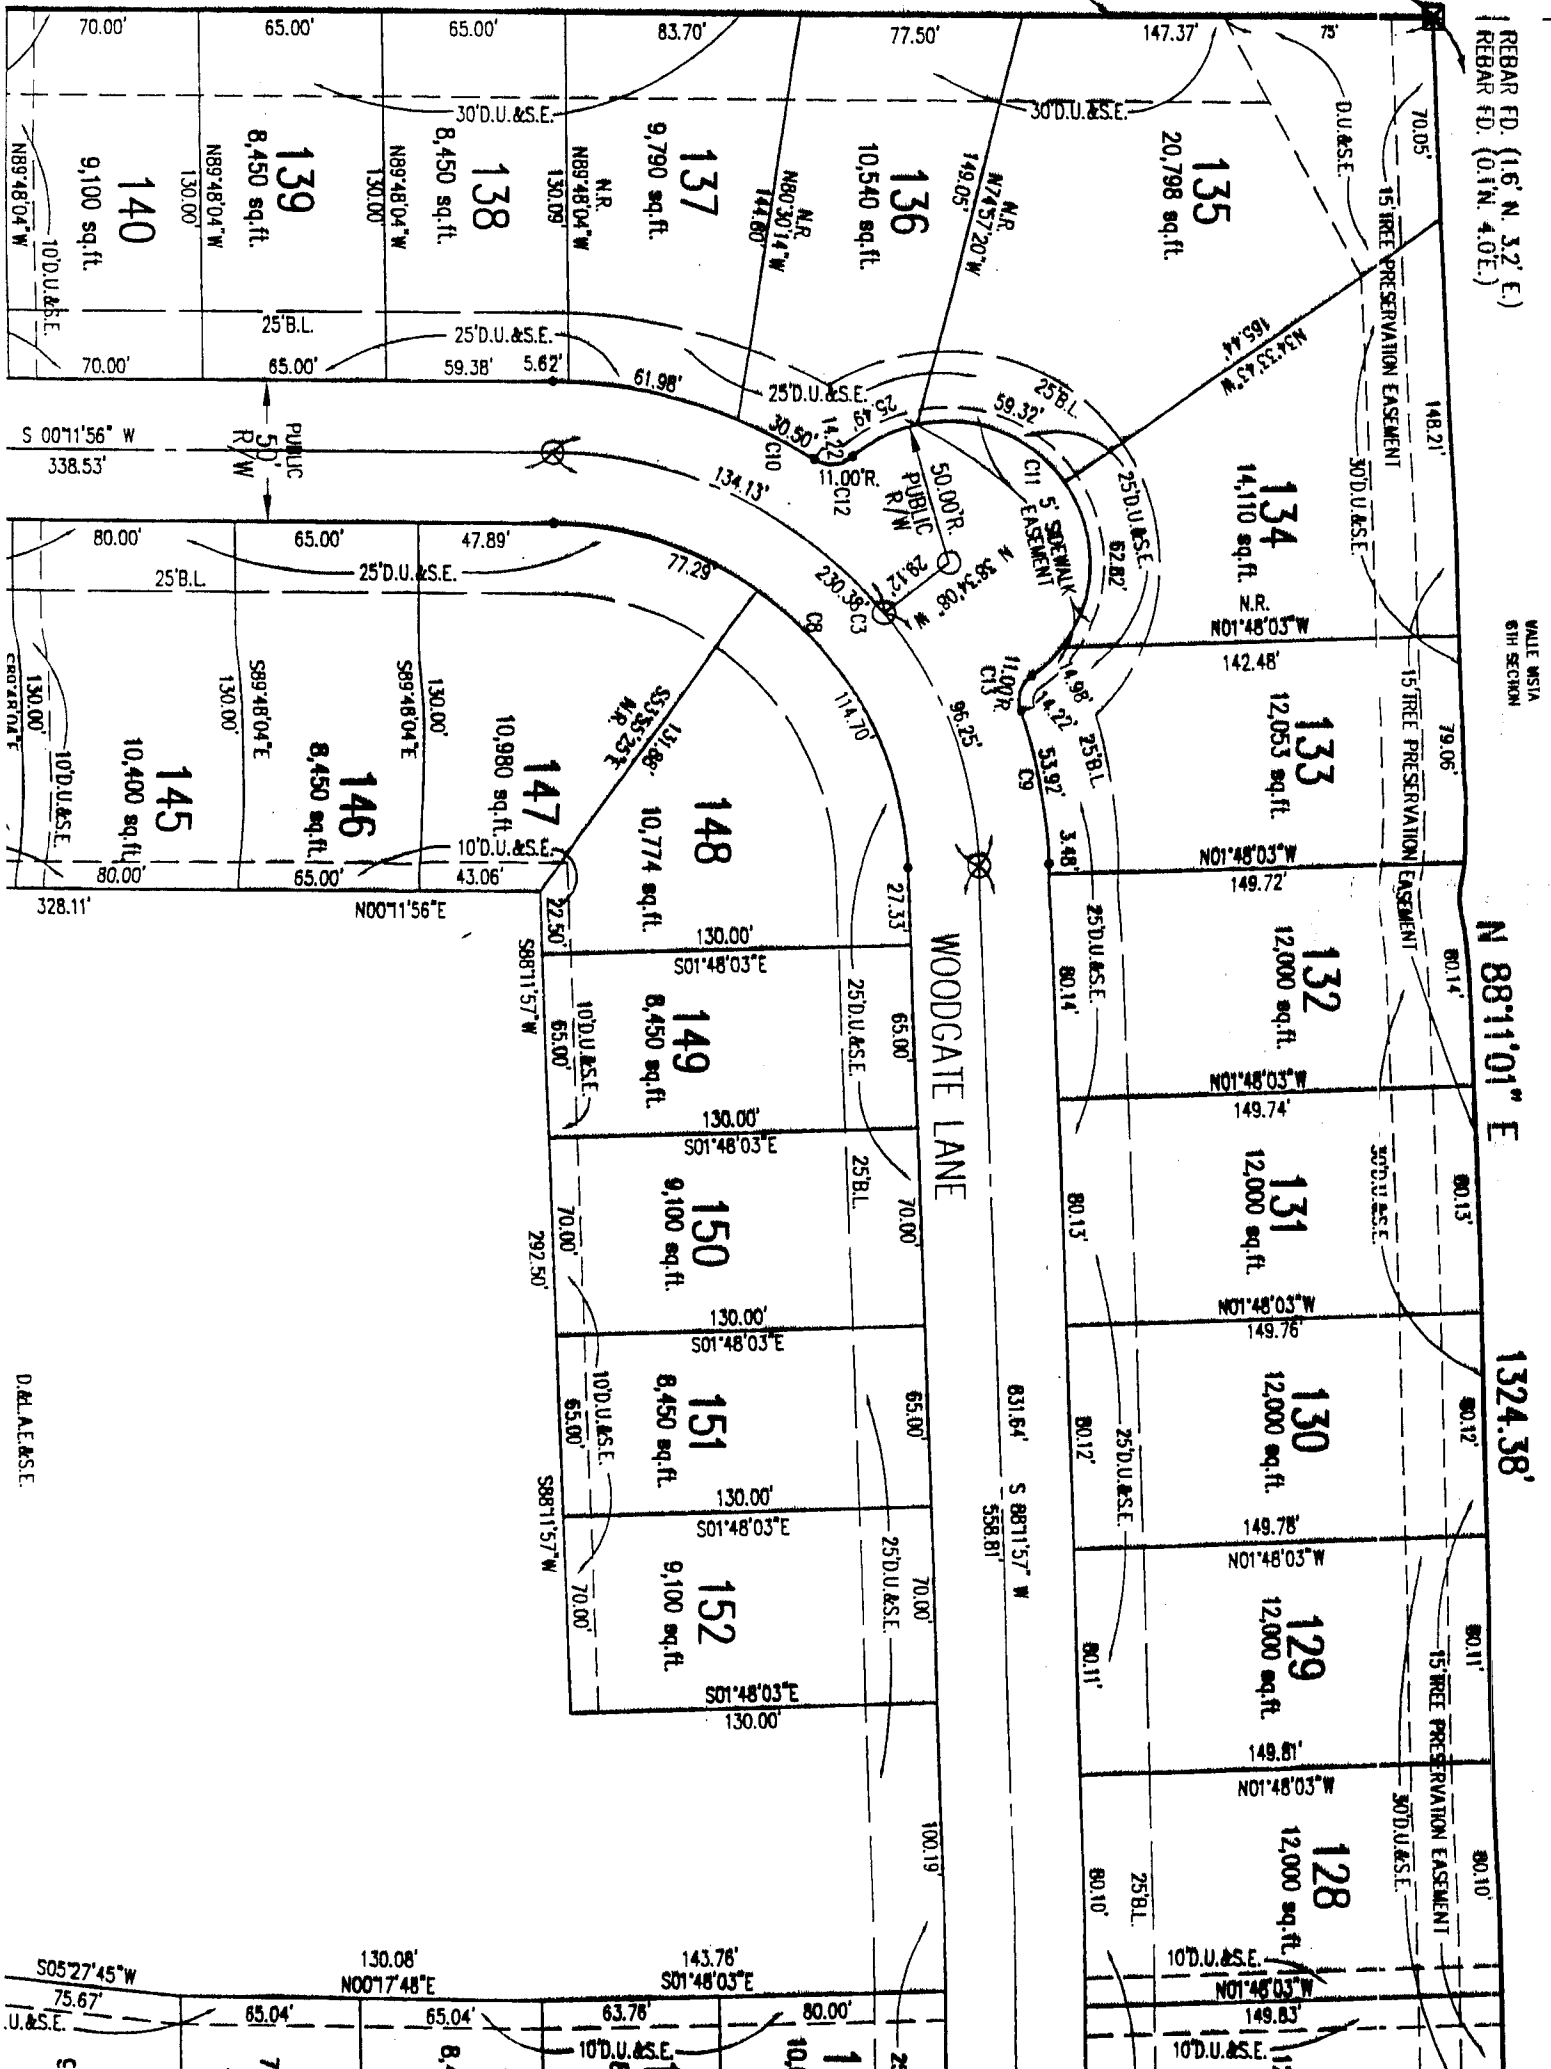 REBAR FD. (1.6' N. 3.2' E.)
REBAR FD. (0.1'N. 4.0'E.)
VALLE VISTA
6TH SECTION
N 88°11'01" E
1324.38'
70.05'
148.21'
79.06'
80.14'
80.13'
80.12'
80.11'
80.10'
15'TREE PRESERVATION EASEMENT
15'TREE PRESERVATION EASEMENT
15'TREE PRESERVATION EASEMENT
D.U.&S.E.
30'D.U.&S.E.
30'D.U.&S.E.
30'D.U.&S.E.
75'
147.37'
77.50'
83.70'
65.00'
65.00'
70.00'
30'D.U.&S.E.
30'D.U.&S.E.
135
20,798 sq.ft.
N34°33'43"W
165.44'
134
14,110 sq.ft.
N.R.
N01°48'03"W
142.48'
133
12,053 sq.ft.
N01°48'03"W
149.72'
132
12,000 sq.ft.
N01°48'03"W
149.74'
131
12,000 sq.ft.
N01°48'03"W
149.76'
130
12,000 sq.ft.
149.78'
N01°48'03"W
129
12,000 sq.ft.
149.81'
N01°48'03"W
128
12,000 sq.ft.
10'D.U.&S.E.
N01°48'03"W
149.83'
10'D.U.&S.E.
N.R.
N74°57'20"W
149.05'
136
10,540 sq.ft.
N.R.
N80°30'14"W
144.60'
137
9,790 sq.ft.
N.R.
N89°48'04"W
130.09'
138
8,450 sq.ft.
N89°48'04"W
130.00'
139
8,450 sq.ft.
N89°48'04"W
130.00'
140
9,100 sq.ft.
N89°48'04"W
10'D.U.&S.E.
25'B.L.
25'D.U.&S.E.
25'D.U.&S.E.
25'B.L.
25'D.U.&S.E.
25'B.L.
25'D.U.&S.E.
25'D.U.&S.E.
25'B.L.
70.00'
65.00'
59.38'
5.62'
61.98'
30.50'
C10
14.22'
11.00'R.
C12
25.49'
59.32'
C11
5' SIDEWALK
EASEMENT
62.82'
14.98'
11.00'R.
C13
14.22'
53.92'
C9
3.48'
80.14'
80.13'
80.12'
80.11'
80.10'
50.00'R.
PUBLIC
R/W
N 38°34'08" W
29.12'
S 00°11'56" W
338.53'
PUBLIC
50'
R/W
134.13'
230.38'
C3
96.25'
WOODGATE LANE
831.64'
S 88°11'57" W
558.81'
80.00'
65.00'
47.89'
77.29'
C8
114.70'
27.33'
65.00'
70.00'
65.00'
70.00'
100.19'
25'B.L.
25'D.U.&S.E.
25'D.U.&S.E.
25'B.L.
25'D.U.&S.E.
S53°55'25"E
N.R.
131.88'
145
10,400 sq.ft.
130.00'
S89°48'04"E
130.00'
146
8,450 sq.ft.
S89°48'04"E
130.00'
147
10,980 sq.ft.
10'D.U.&S.E.
10'D.U.&S.E.
80.00'
65.00'
43.06'
328.11'
N00°11'56"E
148
10,774 sq.ft.
22.50'
130.00'
S01°48'03"E
149
8,450 sq.ft.
S88°11'57"W
65.00'
10'D.U.&S.E.
130.00'
S01°48'03"E
150
9,100 sq.ft.
70.00'
292.50'
130.00'
S01°48'03"E
151
8,450 sq.ft.
10'D.U.&S.E.
65.00'
130.00'
S01°48'03"E
152
9,100 sq.ft.
S88°11'57"W
70.00'
S01°48'03"E
130.00'
D.&L.A.E.&S.E.
S05°27'45"W
75.67'
130.08'
N00°17'48"E
143.76'
S01°48'03"E
65.04'
65.04'
63.76'
80.00'
.U.&S.E.
10'D.U.&S.E.